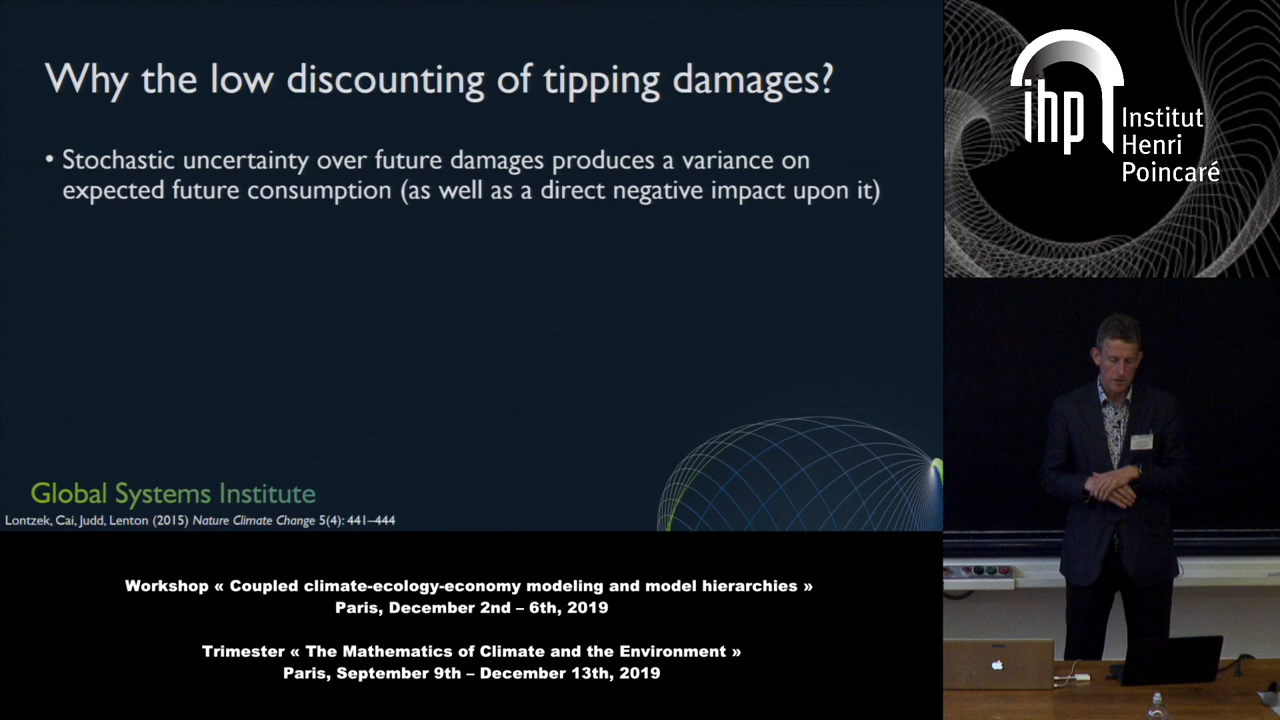 Why the low discounting of tipping damages?
• Stochastic uncertainty over future damages produces a variance on
expected future consumption (as well as a direct negative impact upon it)
Global Systems Institute
Lontzek, Cai, Judd, Lenton (2015) Nature Climate Change 5(4): 441–444
Workshop « Coupled climate-ecology-economy modeling and model hierarchies »
Paris, December 2nd – 6th, 2019
Trimester « The Mathematics of Climate and the Environment »
Paris, September 9th – December 13th, 2019
ihp
Institut
Henri
Poincaré